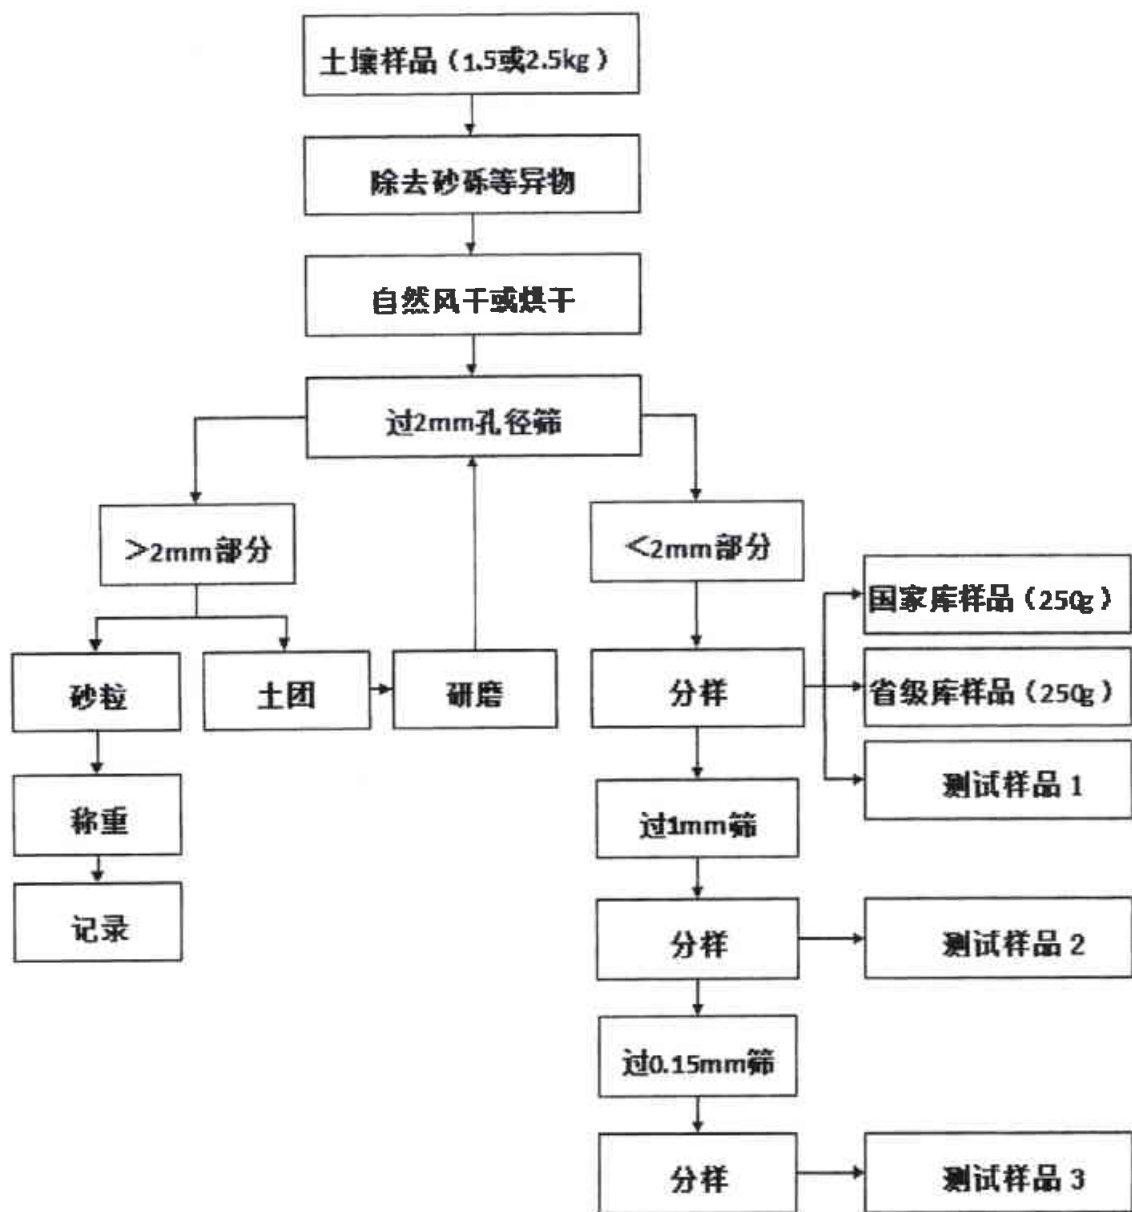 土壤样品（1.5或2.5kg）
除去砂砾等异物
自然风干或烘干
过2mm孔径筛
＞2mm部分
＜2mm部分
国家库样品（250g）
砂粒
土团
研磨
分样
省级库样品（250g）
测试样品 1
称重
过1mm筛
记录
分样
测试样品 2
过0.15mm筛
分样
测试样品 3